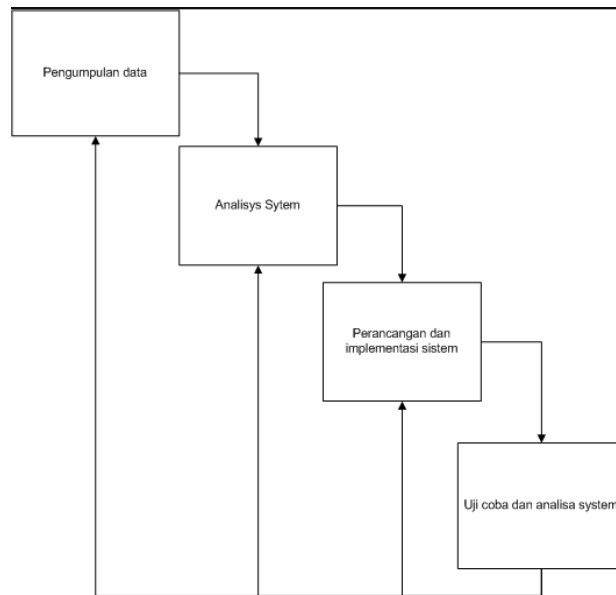 Pengumpulan data
Analisys Sytem
Perancangan dan
implementasi sistem
Uji coba dan analisa system